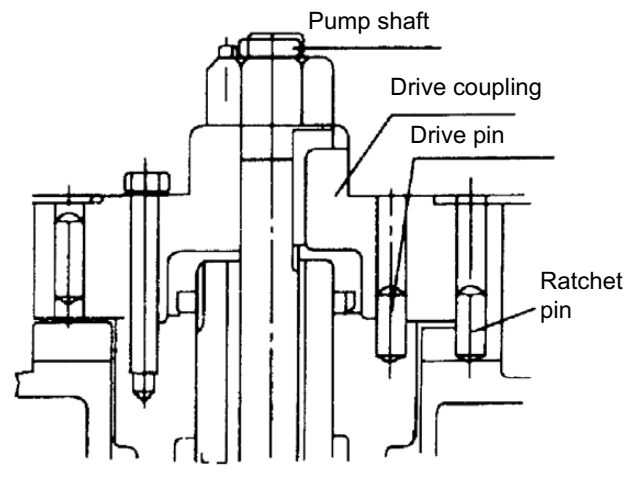 Pump shaft
Drive coupling
Drive pin
Ratchet
pin